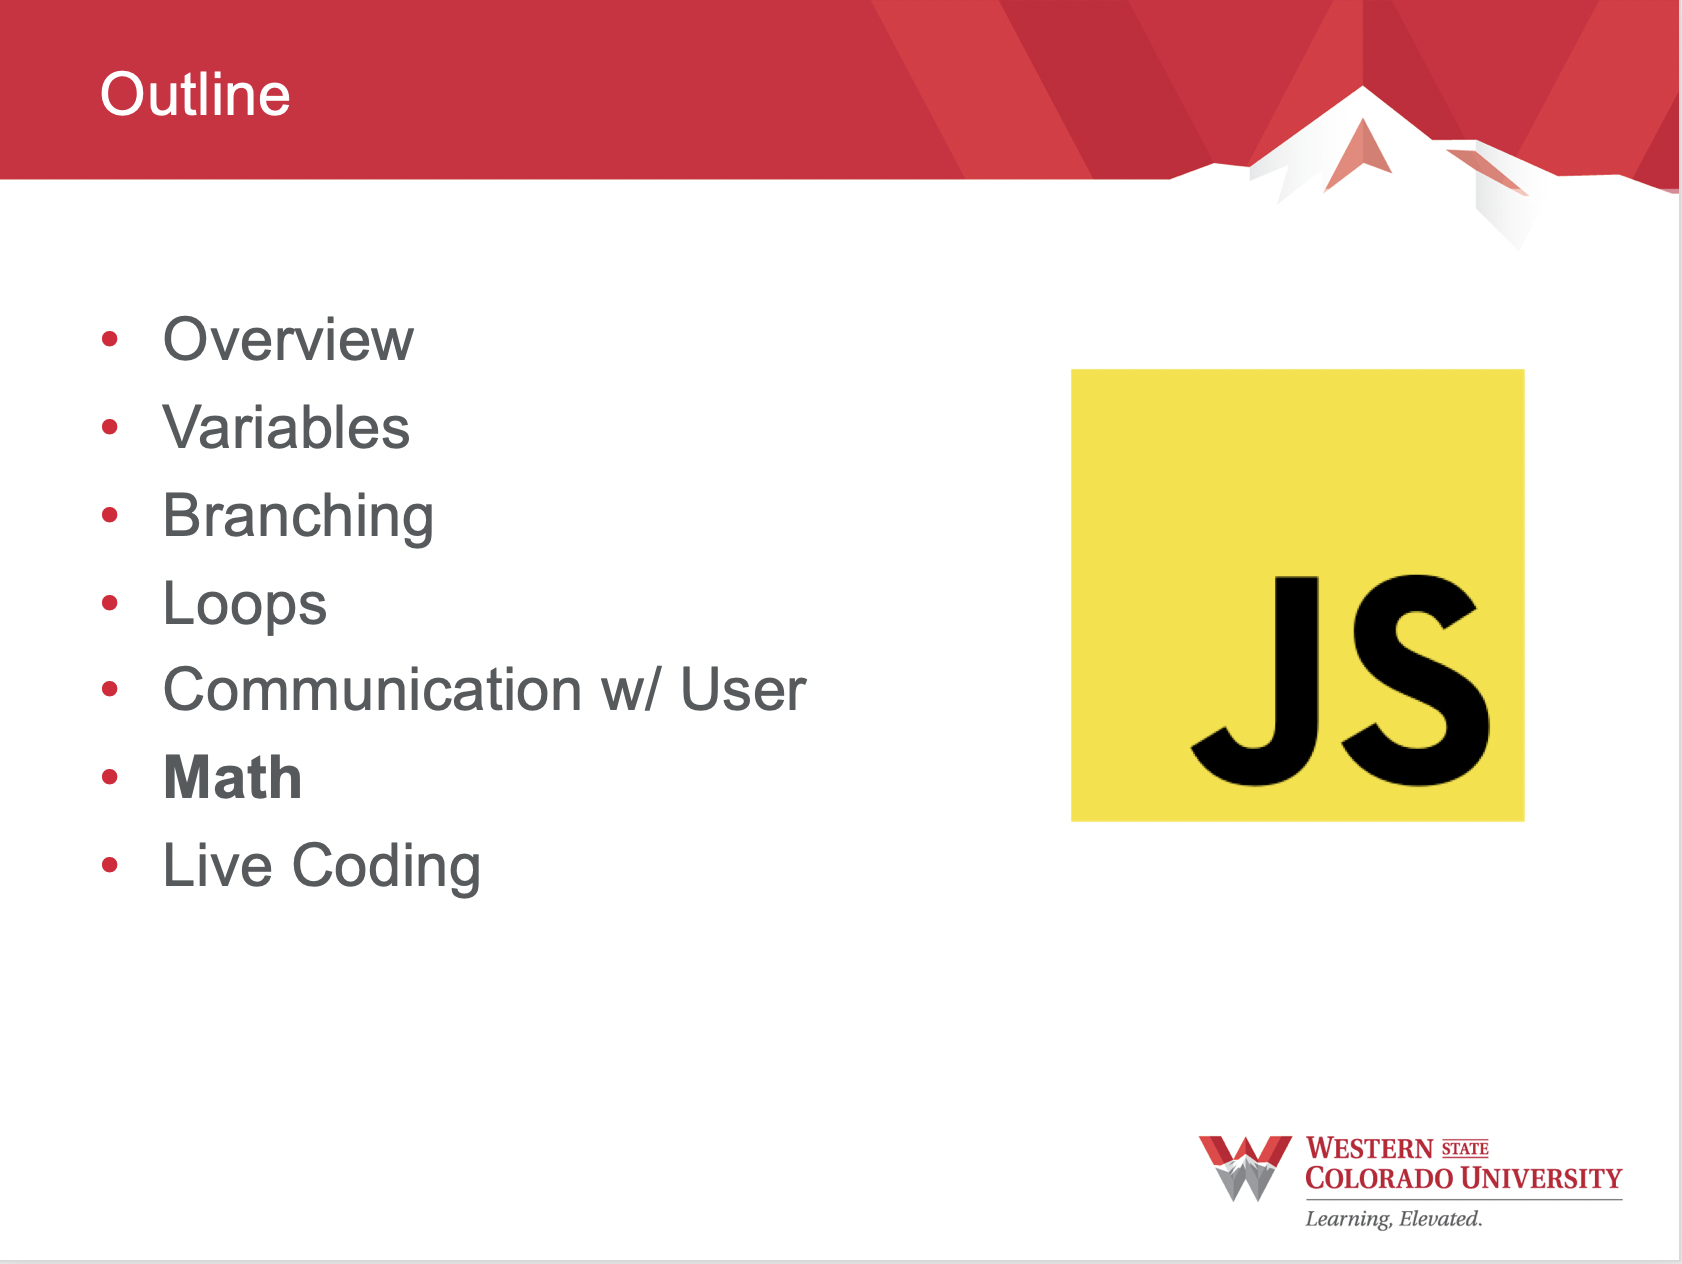 Outline
• Overview
• Variables
• Branching
• Loops
• Communication w/ User
• Math
• Live Coding
JS
WESTERN STATE
COLORADO UNIVERSITY
Learning, Elevated.